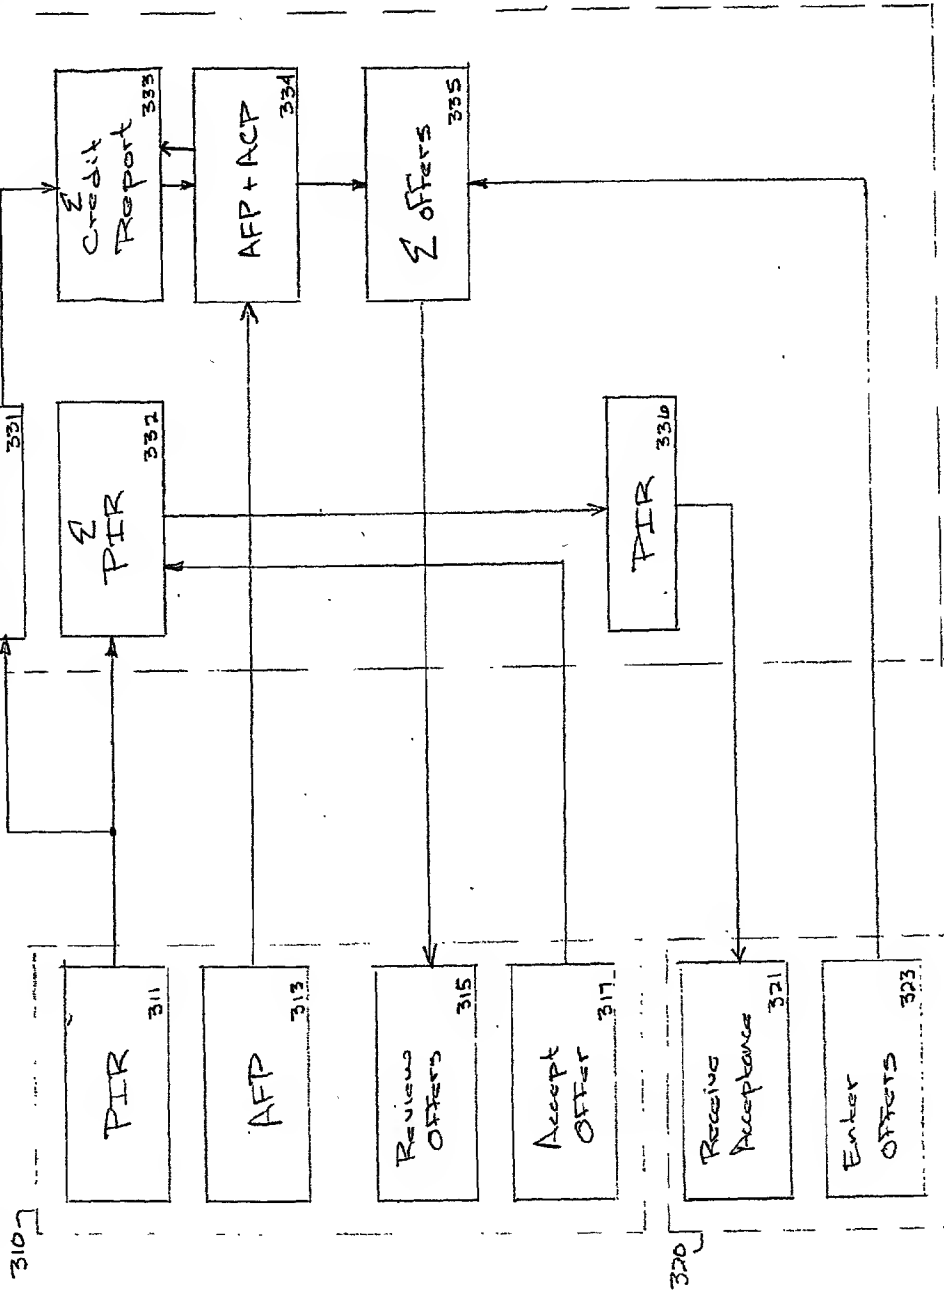 310
PIR
311
AFP
313
Review
Offers
315
Accept
Offer
317
320
Receive
Acceptance
321
Enter
Offers
323
331
Σ
PIR
332
PIR
336
Σ
Credit
Report
333
AFP + ACP
334
Σ offers
335